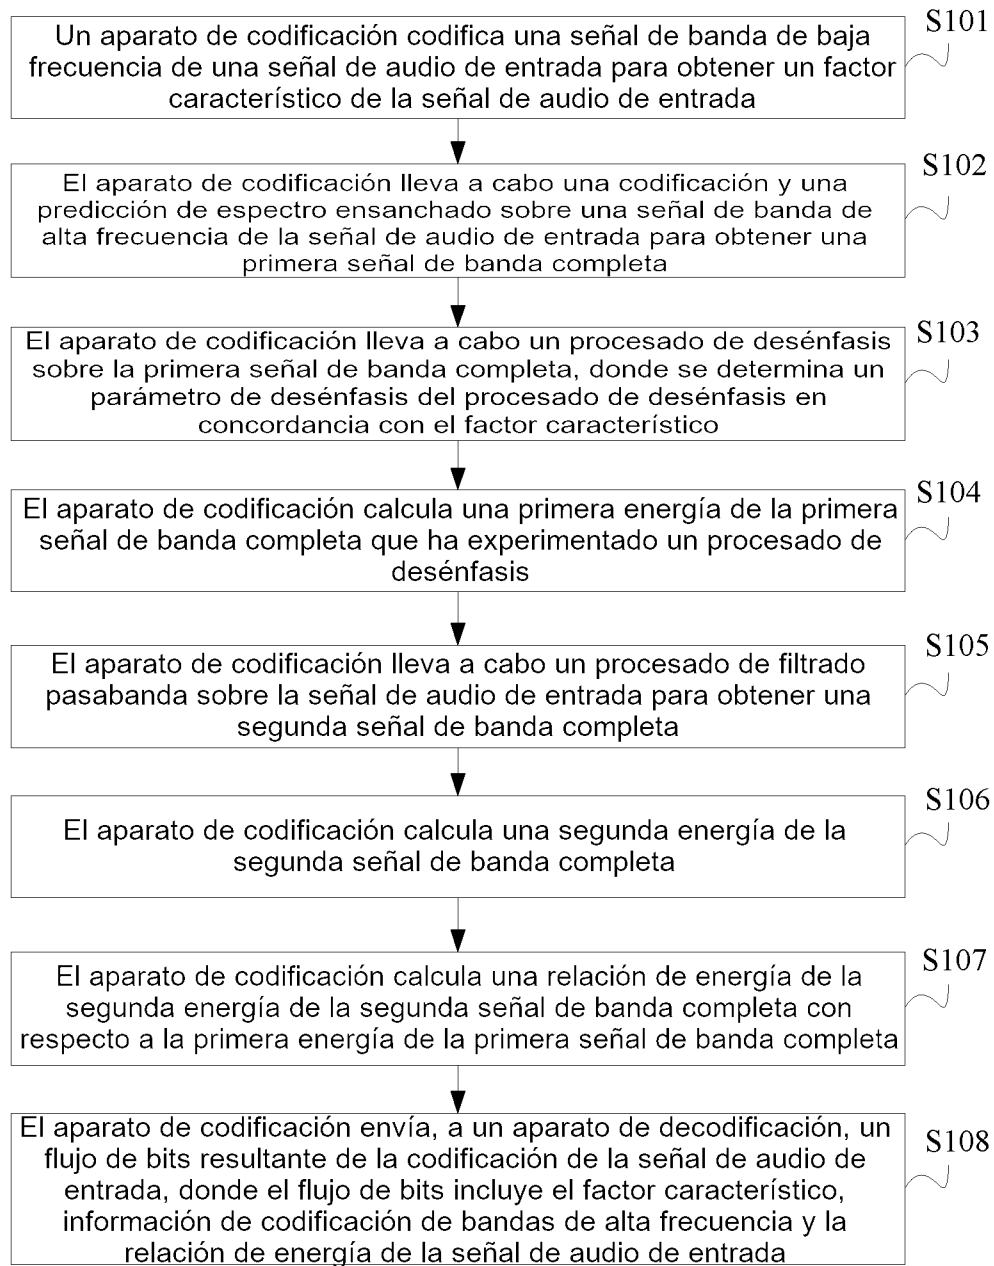 S101
Un aparato de codificación codifica una señal de banda de baja
frecuencia de una señal de audio de entrada para obtener un factor
característico de la señal de audio de entrada
S102
El aparato de codificación lleva a cabo una codificación y una
predicción de espectro ensanchado sobre una señal de banda de
alta frecuencia de la señal de audio de entrada para obtener una
primera señal de banda completa
S103
El aparato de codificación lleva a cabo un procesado de desénfasis
sobre la primera señal de banda completa, donde se determina un
parámetro de desénfasis del procesado de desénfasis en
concordancia con el factor característico
S104
El aparato de codificación calcula una primera energía de la primera
señal de banda completa que ha experimentado un procesado de
desénfasis
S105
El aparato de codificación lleva a cabo un procesado de filtrado
pasabanda sobre la señal de audio de entrada para obtener una
segunda señal de banda completa
S106
El aparato de codificación calcula una segunda energía de la
segunda señal de banda completa
S107
El aparato de codificación calcula una relación de energía de la
segunda energía de la segunda señal de banda completa con
respecto a la primera energía de la primera señal de banda completa
S108
El aparato de codificación envía, a un aparato de decodificación, un
flujo de bits resultante de la codificación de la señal de audio de
entrada, donde el flujo de bits incluye el factor característico,
información de codificación de bandas de alta frecuencia y la
relación de energía de la señal de audio de entrada